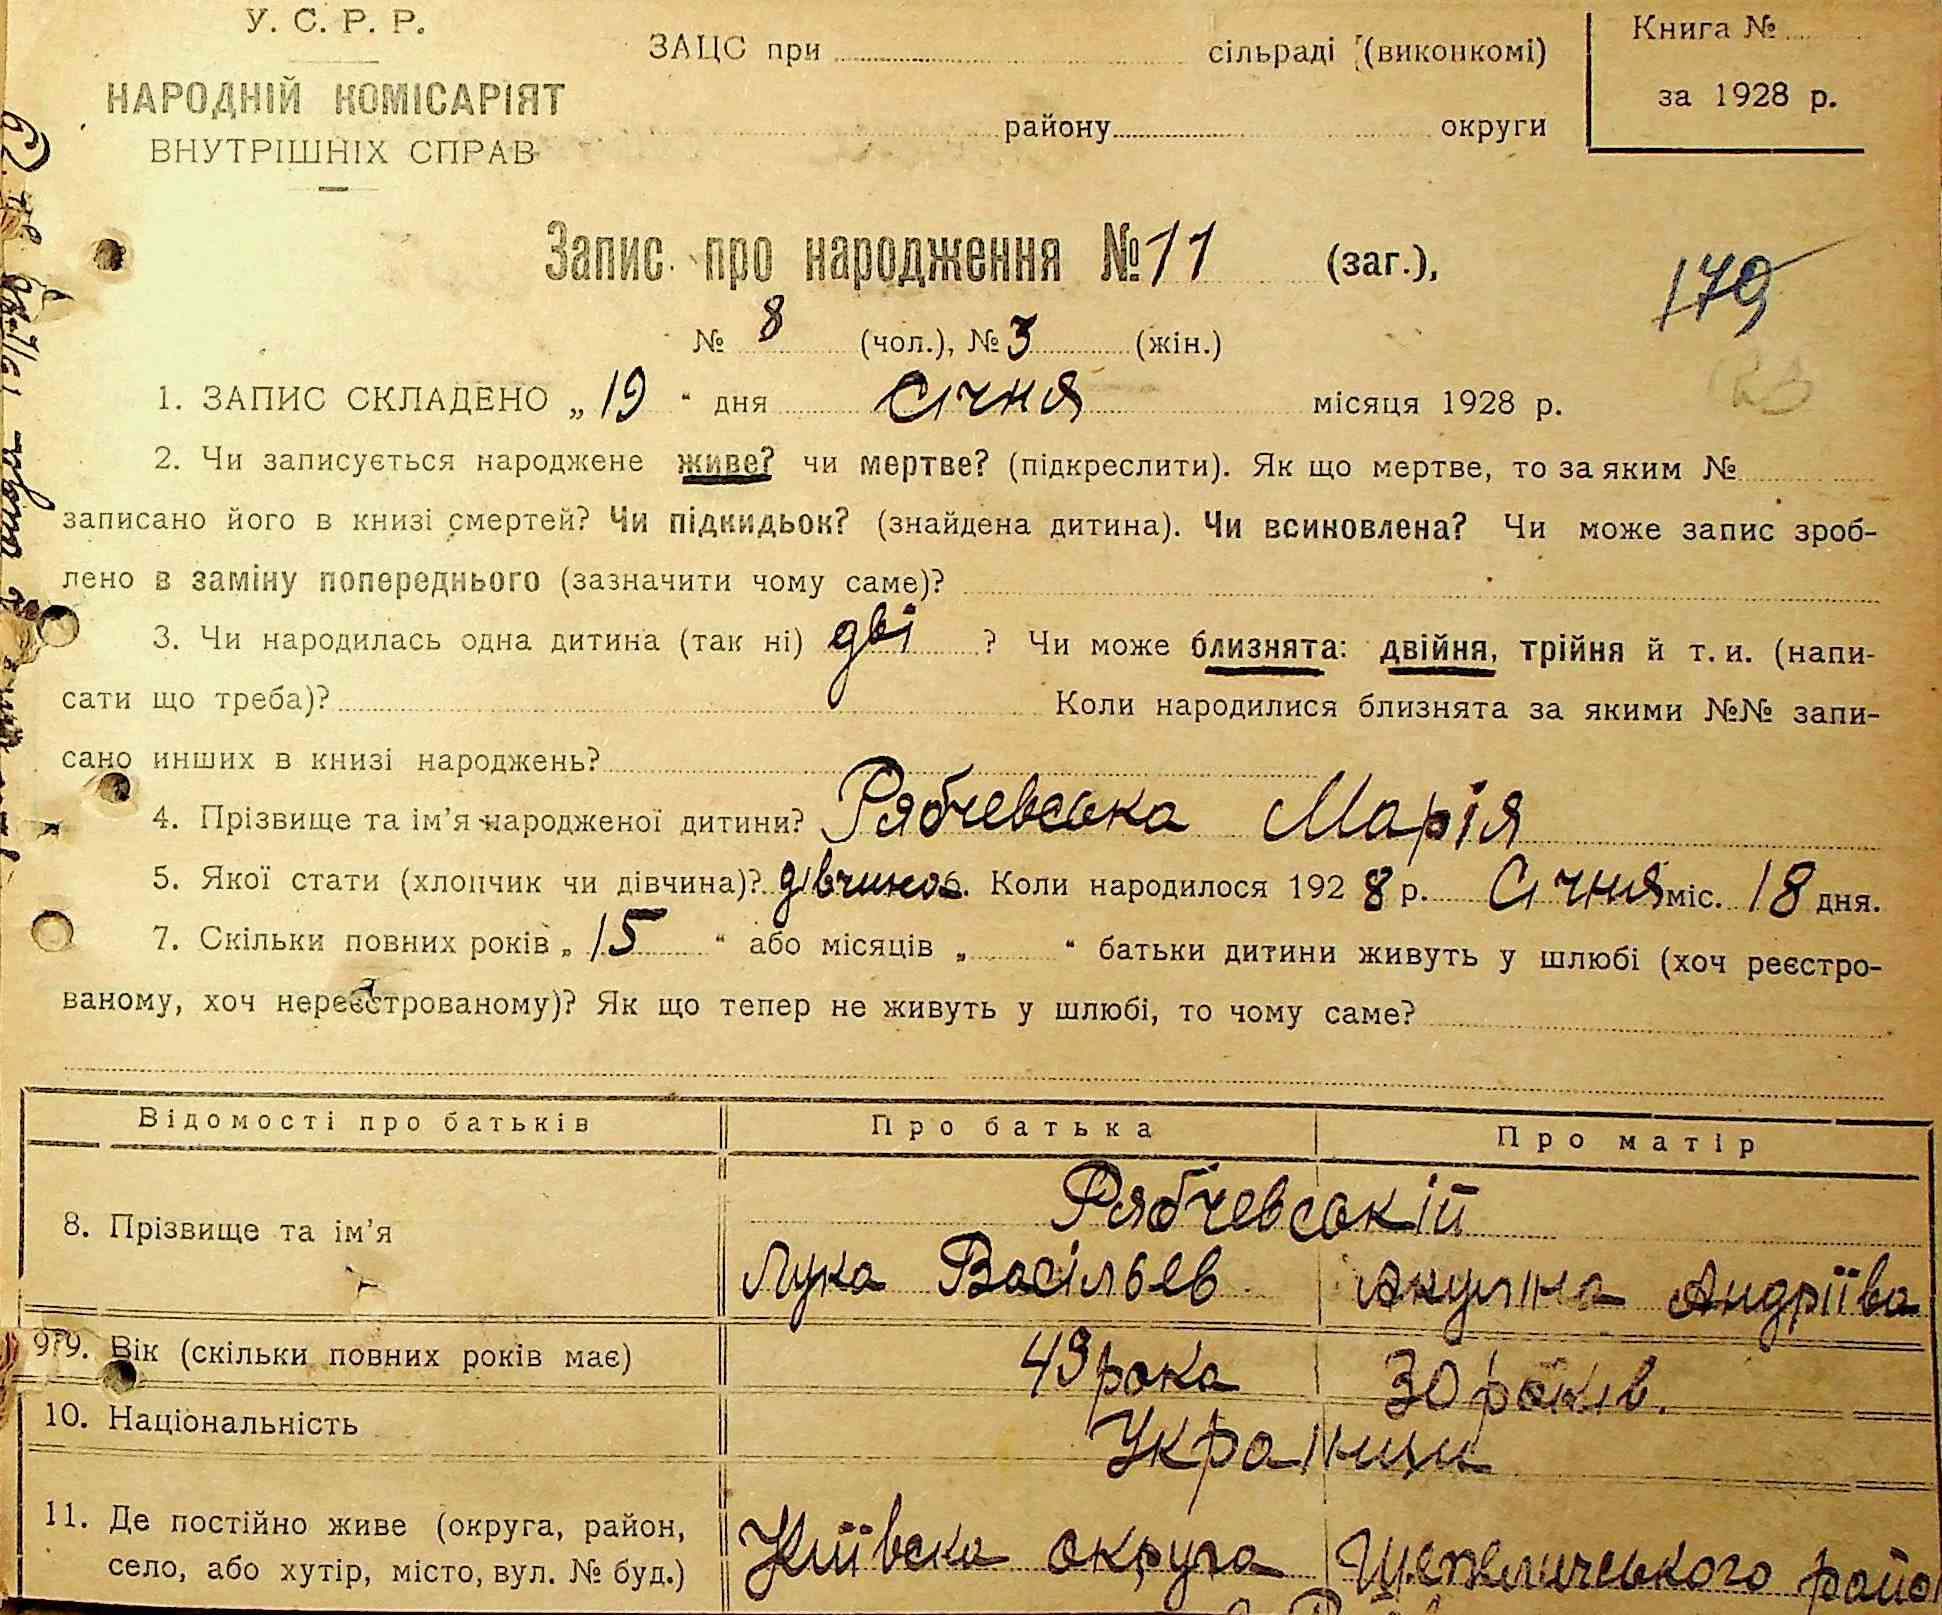 У. С. Р. Р.
НАРОДНІЙ КОМІСАРІЯТ
ВНУТРІШНІХ СПРАВ
ЗАЦС при сільраді (виконкомі)
району округи
Книга №
за 1928 р.
Запис про народження № 11 (заг.),
179
№ 8 (чол.), № 3 (жін.)
1. ЗАПИС СКЛАДЕНО „ 19 “ дня січня місяця 1928 р.
2. Чи записується народжене живе? чи мертве? (підкреслити). Як що мертве, то за яким №
записано його в книзі смертей? Чи підкидьок? (знайдена дитина). Чи всиновлена? Чи може запис зроб-
лено в заміну попереднього (зазначити чому саме)?
3. Чи народилась одна дитина (так ні) дві ? Чи може близнята: двійня, трійня й т. и. (напи-
сати що треба)? Коли народилися близнята за якими №№ запи-
сано инших в книзі народжень?
4. Прізвище та ім’я народженої дитини? Рябчевська Марія
5. Якої стати (хлопчик чи дівчина)? дівчина 6. Коли народилося 1928 р. Січня міс. 18 дня.
7. Скільки повних років „ 15 “ або місяців „ “ батьки дитини живуть у шлюбі (хоч реєстро-
ваному, хоч нереєстрованому)? Як що тепер не живуть у шлюбі, то чому саме?
Відомості про батьків Про батька Про матір
8. Прізвище та ім’я Рябчевській
Лука Васільев Акуліна Андріїва
9. Вік (скільки повних років має) 43 рока 30 років.
10. Національність Українци
11. Де постійно живе (округа, район,
село, або хутір, місто, вул. № буд.) Київська округа Шепеличського райо